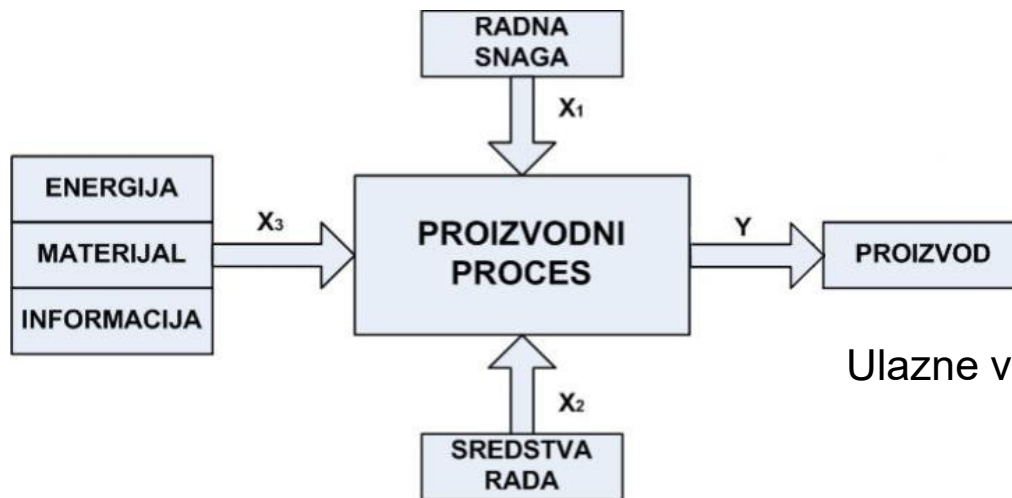 RADNA
SNAGA
X1
ENERGIJA
MATERIJAL
INFORMACIJA
X3
PROIZVODNI
PROCES
Y
PROIZVOD
Ulazne v
X2
SREDSTVA
RADA